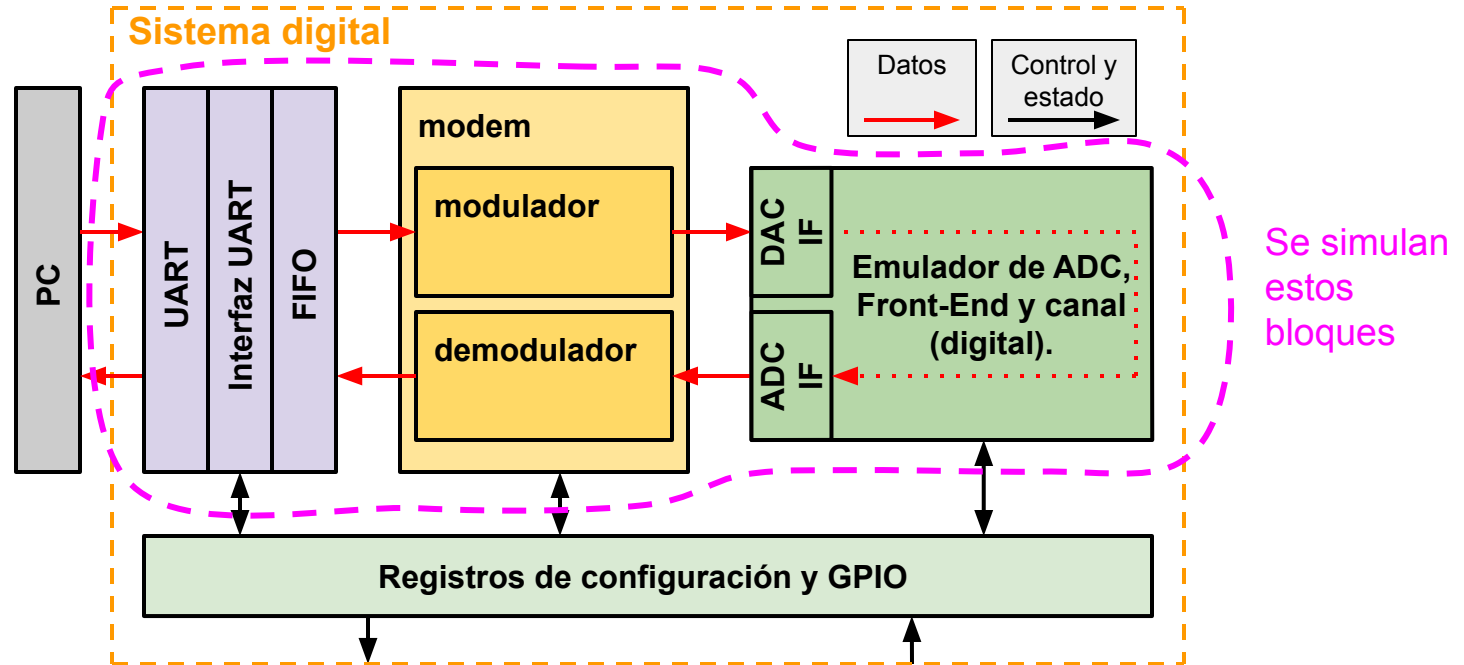 Sistema digital
Datos
Control y
estado
PC
UART
Interfaz UART
FIFO
modem
modulador
demodulador
DAC
IF
ADC
IF
Emulador de ADC,
Front-End y canal
(digital).
Se simulan
estos
bloques
Registros de configuración y GPIO